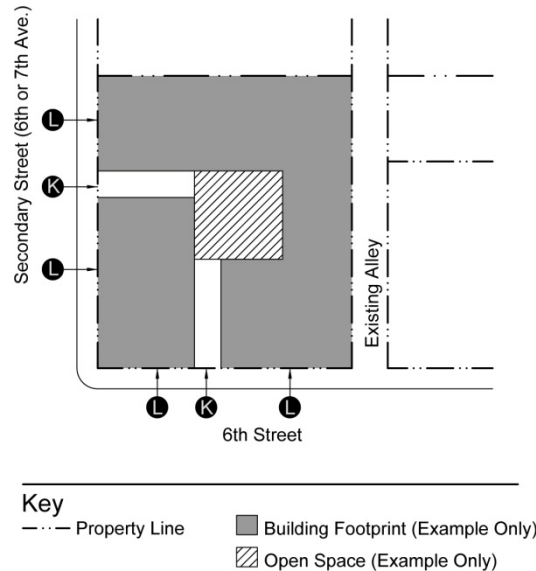 Secondary Street (6th or 7th Ave.)
L
K
L
Existing Alley
L
K
L
6th Street
Key
Property Line
Building Footprint (Example Only)
Open Space (Example Only)